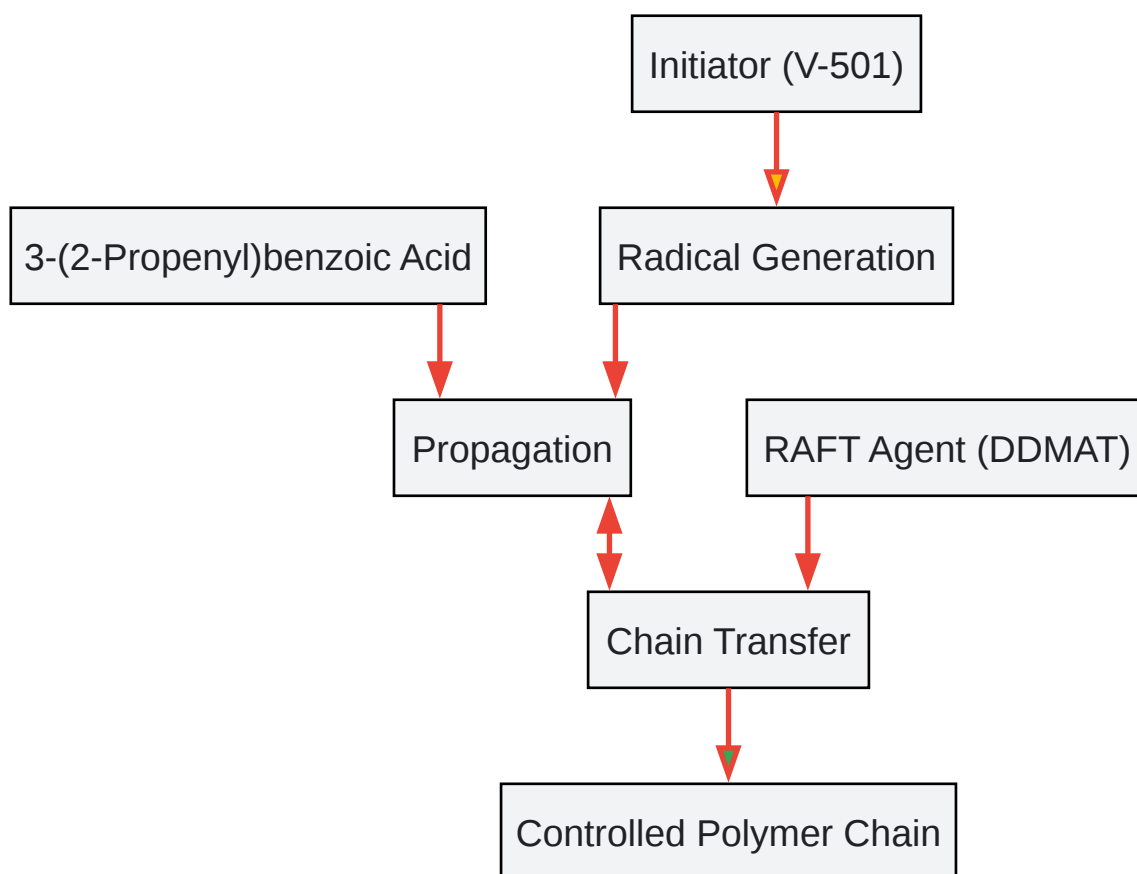 Initiator (V-501)
3-(2-Propenyl)benzoic Acid
Radical Generation
Propagation
RAFT Agent (DDMAT)
Chain Transfer
Controlled Polymer Chain